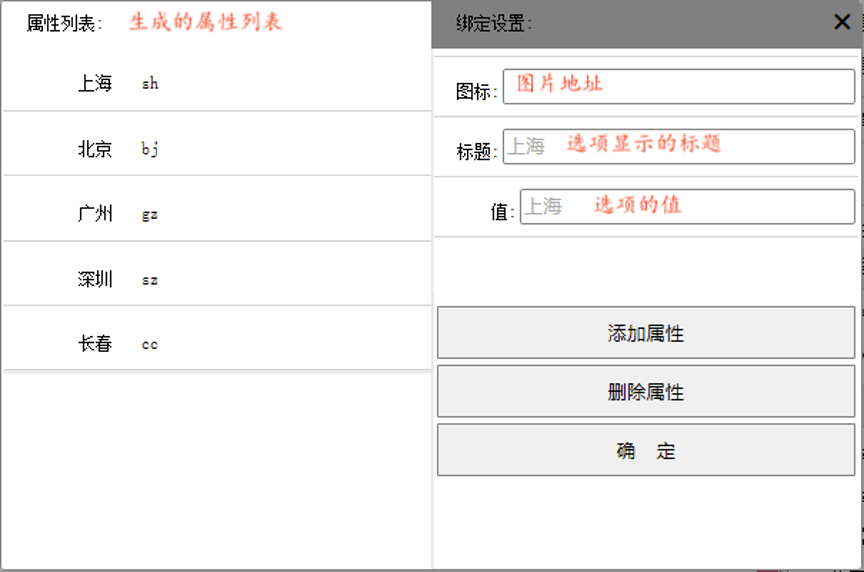 属性列表： 生成的属性列表
上海 sh
北京 bj
广州 gz
深圳 sz
长春 cc
绑定设置：
图标： 图片地址
标题： 上海 选项显示的标题
值： 上海 选项的值
添加属性
删除属性
确 定